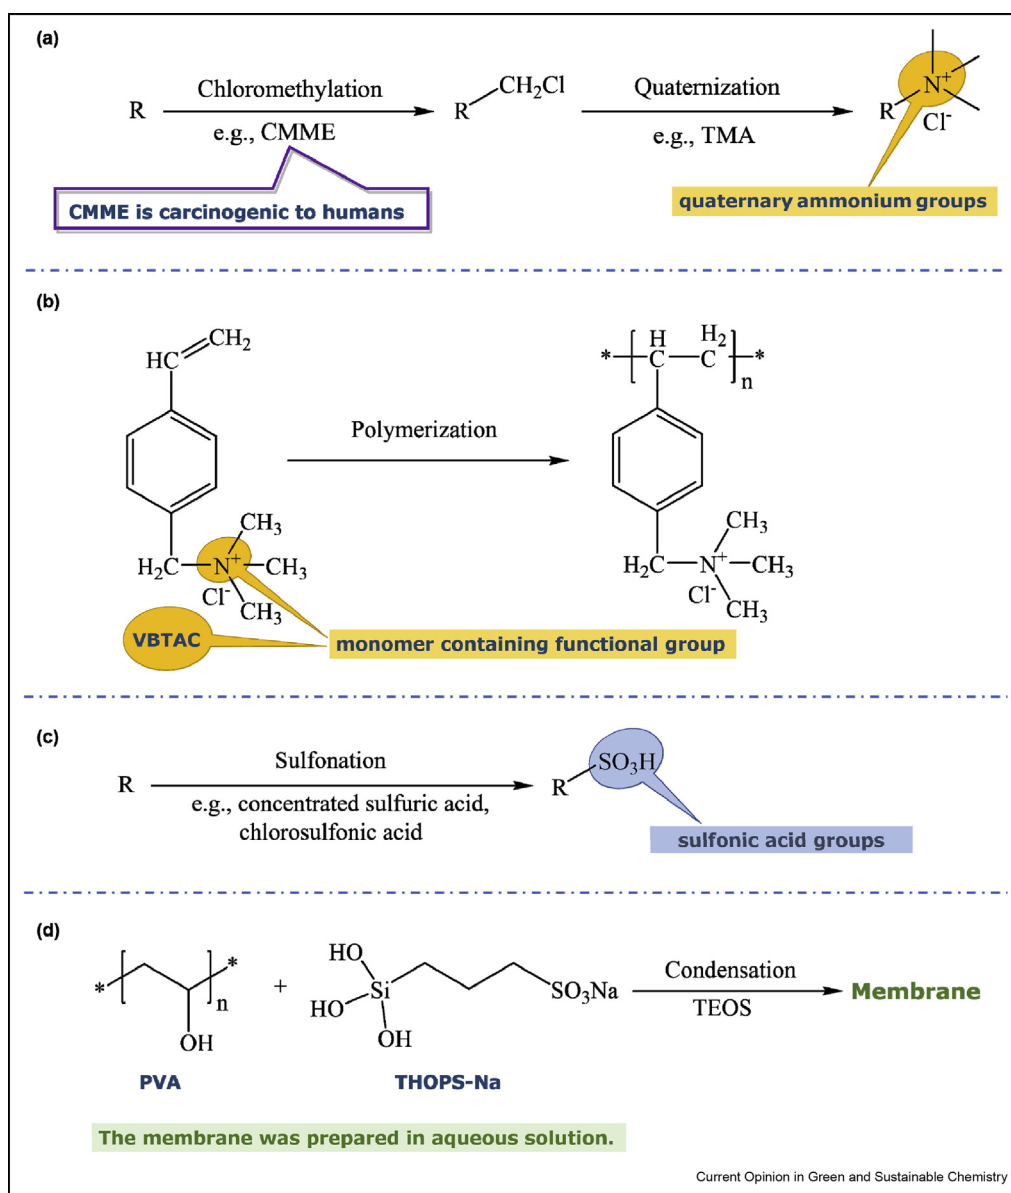 (a)
Chloromethylation
R
e.g., CMME
CH₂Cl
R
Quaternization
e.g., TMA
N⁺
R
Cl⁻
CMME is carcinogenic to humans
quaternary ammonium groups
(b)
CH₂
HC
CH₃
H₂C
N⁺
CH₃
Cl⁻
CH₃
VBTAC
monomer containing functional group
Polymerization
H
H₂
*
C
C
*
n
CH₃
H₂C
N⁺
CH₃
Cl⁻
CH₃
(c)
Sulfonation
R
e.g., concentrated sulfuric acid,
chlorosulfonic acid
SO₃H
R
sulfonic acid groups
(d)
*
*
n
OH
PVA
+
HO
Si
HO
OH
SO₃Na
THOPS-Na
Condensation
TEOS
Membrane
The membrane was prepared in aqueous solution.
Current Opinion in Green and Sustainable Chemistry